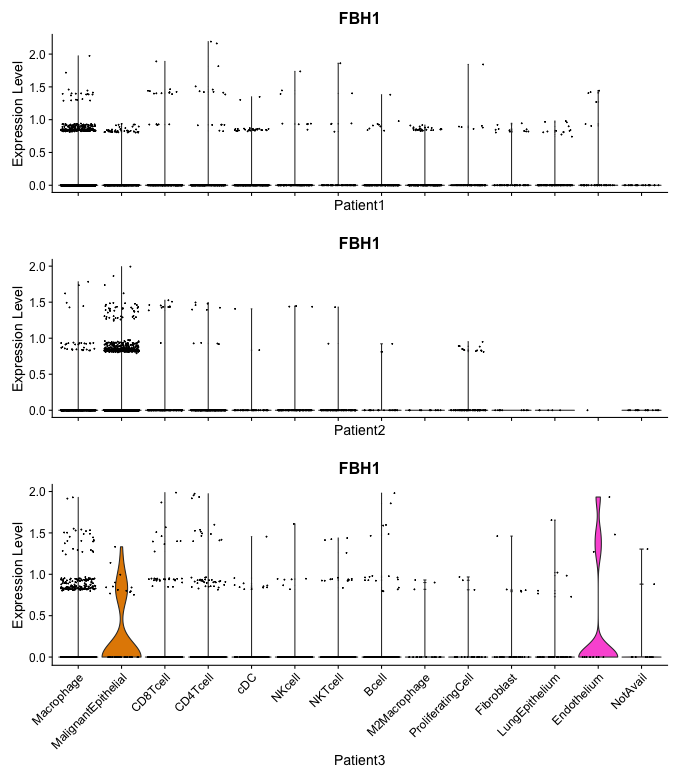 FBH1
Expression Level
2.0
1.5
1.0
0.5
0.0
Patient1
FBH1
Expression Level
2.0
1.5
1.0
0.5
0.0
Patient2
FBH1
Expression Level
2.0
1.5
1.0
0.5
0.0
Macrophage
MalignantEpithelial
CD8Tcell
CD4Tcell
cDC
NKcell
NKTcell
Bcell
M2Macrophage
ProliferatingCell
Fibroblast
LungEpithelium
Endothelium
NotAvail
Patient3